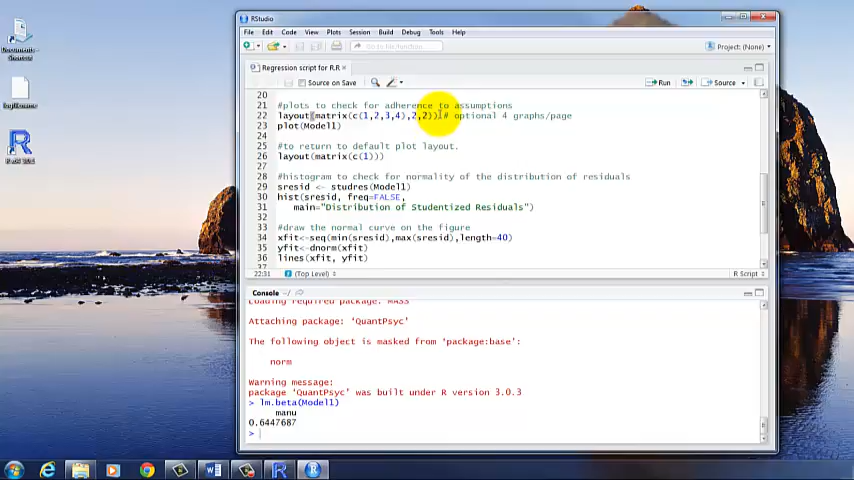 RStudio
File Edit Code View Plots Session Build Debug Tools Help
Go to file/function
Project: (None)
Regression script for R.R ×
Source on Save
Run
Source
20
21 #plots to check for adherence to assumptions
22 layout(matrix(c(1,2,3,4),2,2))# optional 4 graphs/page
23 plot(Model1)
24
25 #to return to default plot layout.
26 layout(matrix(c(1)))
27
28 #histogram to check for normality of the distribution of residuals
29 sresid <- studres(Model1)
30 hist(sresid, freq=FALSE,
31 main="Distribution of Studentized Residuals")
32
33 #draw the normal curve on the figure
34 xfit<-seq(min(sresid),max(sresid),length=40)
35 yfit<-dnorm(xfit)
36 lines(xfit, yfit)
37
22:31 (Top Level) R Script
Console ~/
Loading required package: MASS
Attaching package: ‘QuantPsyc’
The following object is masked from ‘package:base’:
norm
Warning message:
package ‘QuantPsyc’ was built under R version 3.0.3
> lm.beta(Model1)
manu
0.6447687
>
Documents -
Shortcut